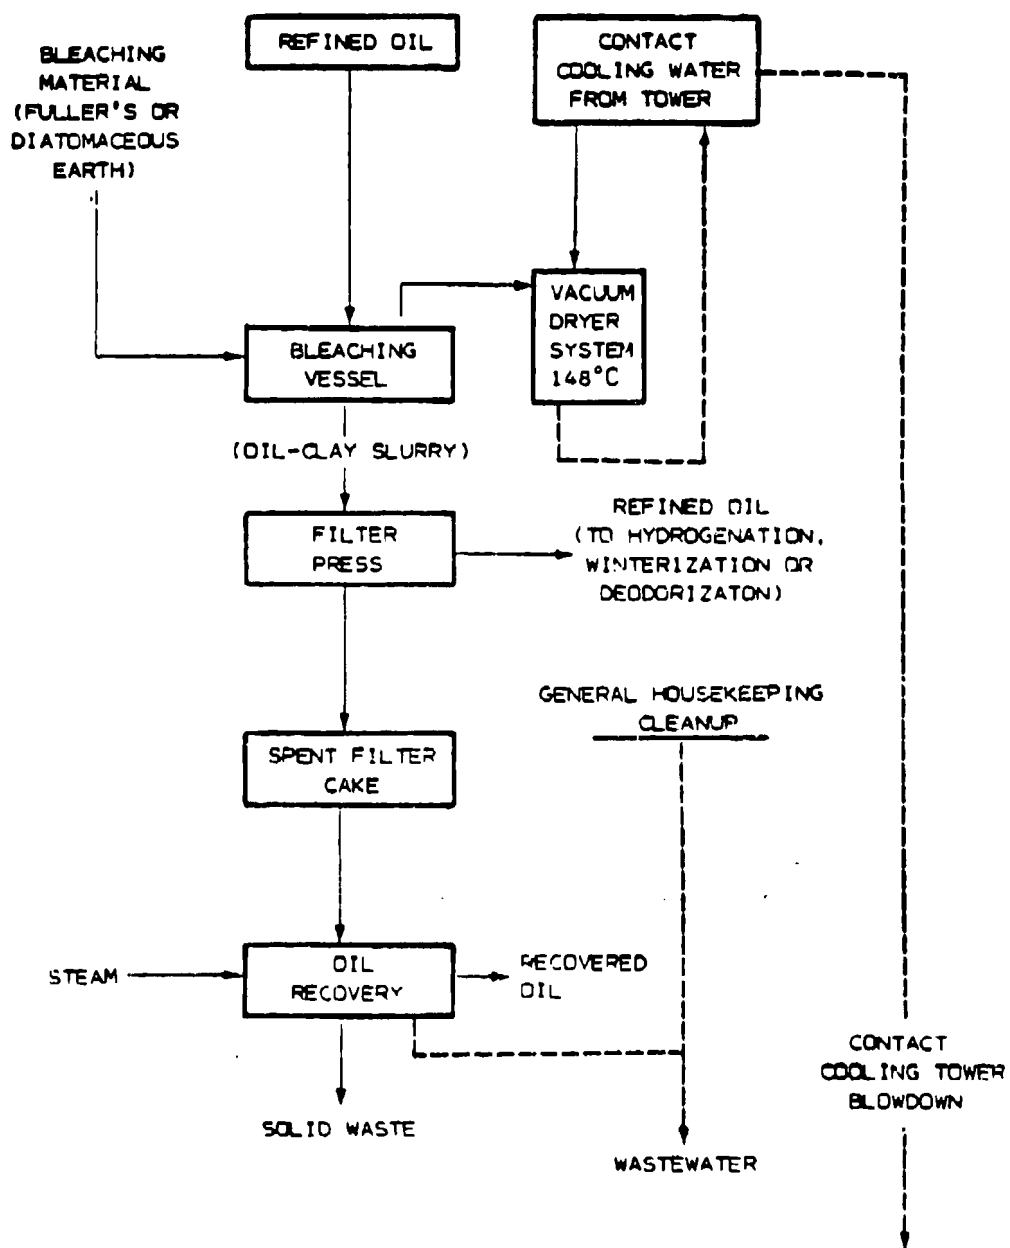 REFINED OIL
CONTACT
COOLING WATER
FROM TOWER
BLEACHING
MATERIAL
(FULLER'S OR
DIATOMACEOUS
EARTH)
VACUUM
DRYER
SYSTEM
148°C
BLEACHING
VESSEL
(OIL-CLAY SLURRY)
FILTER
PRESS
REFINED OIL
(TO HYDROGENATION,
WINTERIZATION OR
DEODORIZATON)
GENERAL HOUSEKEEPING
CLEANUP
SPENT FILTER
CAKE
STEAM
OIL
RECOVERY
RECOVERED
OIL
CONTACT
COOLING TOWER
BLOWDOWN
SOLID WASTE
WASTEWATER